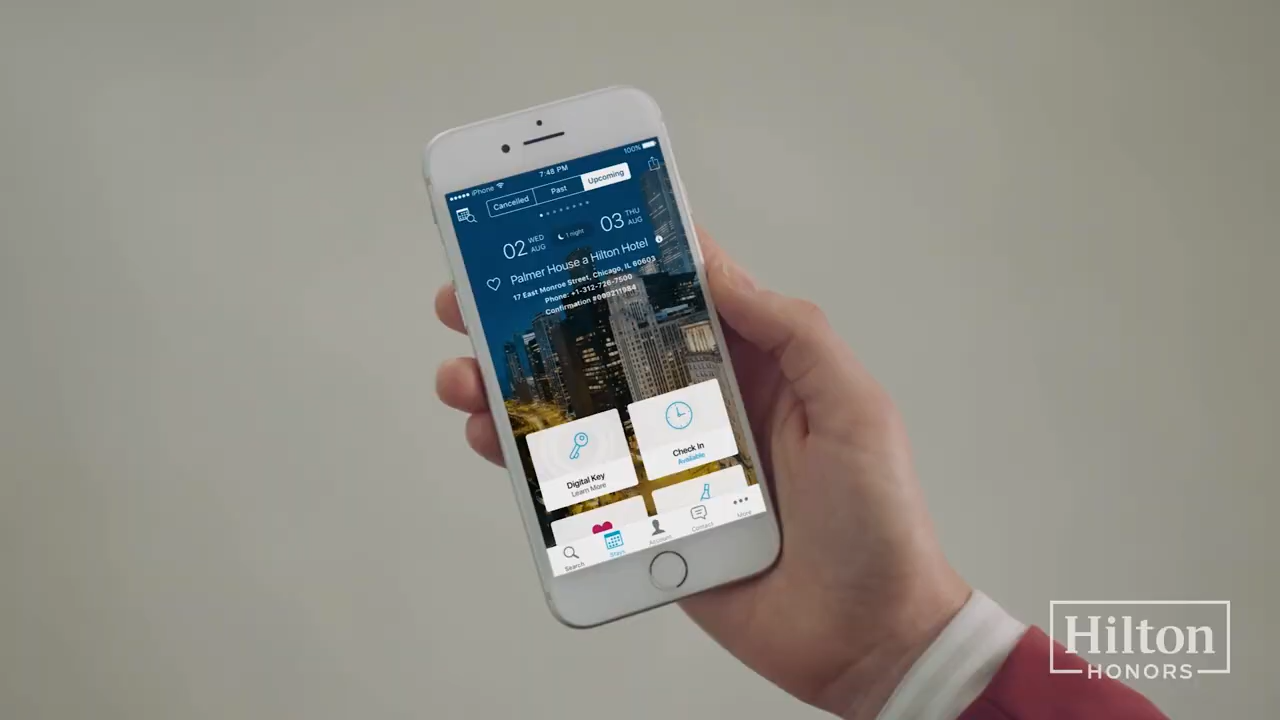 100%
iPhone
7:48 PM
Cancelled
Past
Upcoming
02 WED AUG
1 night
03 THU AUG
Palmer House a Hilton Hotel
17 East Monroe Street, Chicago, IL 60603
Phone: +1-312-726-7500
Confirmation #009211984
Digital Key
Learn More
Check In
Available
Search
Stays
Account
Contact
More
Hilton
HONORS